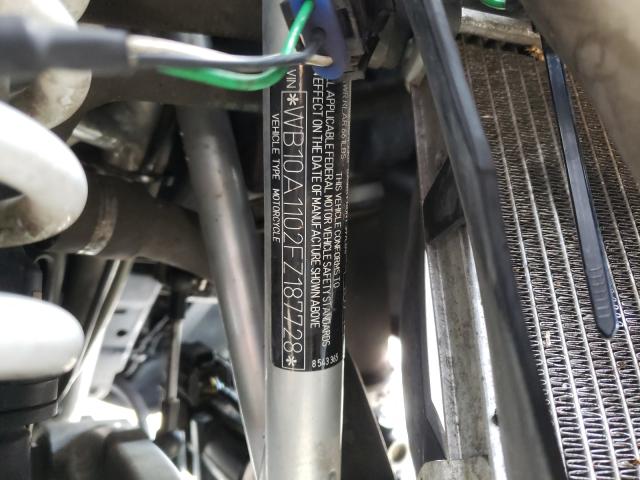 THIS VEHICLE CONFORMS TO
APPLICABLE FEDERAL MOTOR VEHICLE SAFETY STANDARDS
EFFECT ON THE DATE OF MANUFACTURE SHOWN ABOVE 8 543 365
VIN *WB10A1102EZ187728*
VEHICLE TYPE MOTORCYCLE